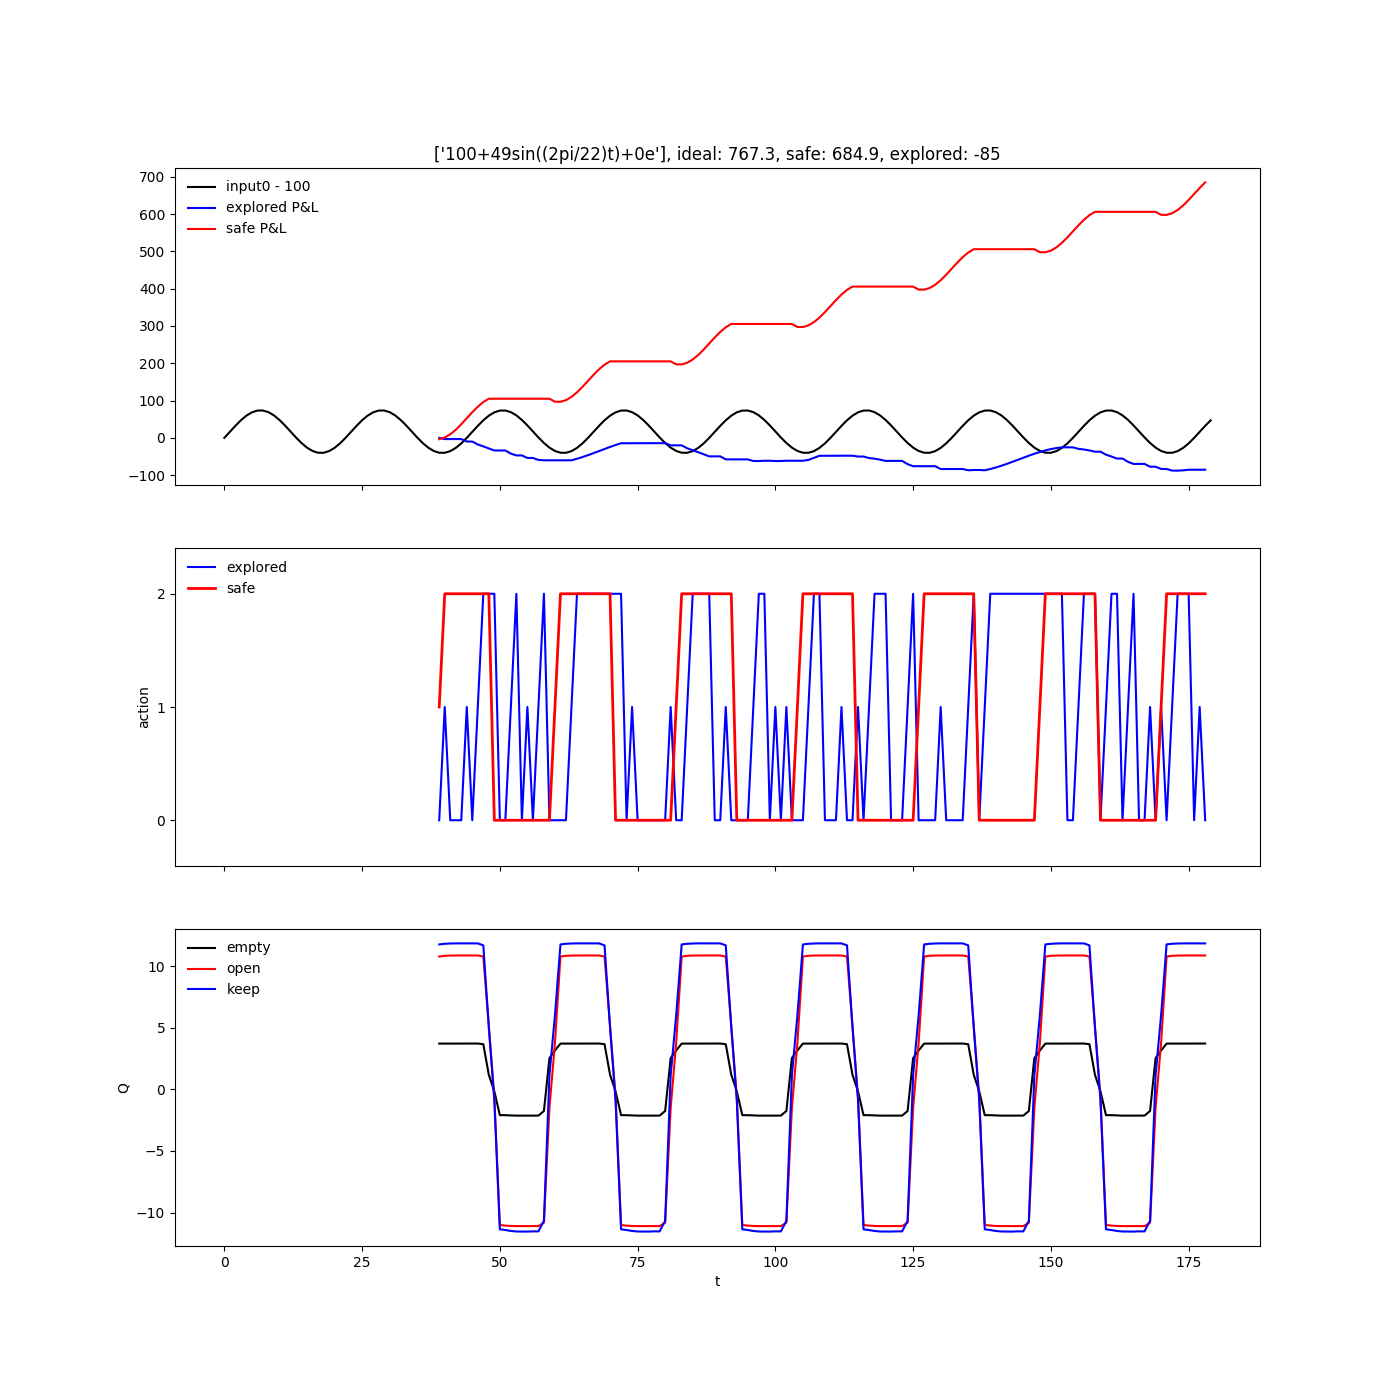 ['100+49sin((2pi/22)t)+0e'], ideal: 767.3, safe: 684.9, explored: -85
700
600
500
400
300
200
100
0
−100
input0 - 100
explored P&L
safe P&L
2
1
0
action
explored
safe
10
5
0
−5
−10
Q
empty
open
keep
0
25
50
75
100
125
150
175
t